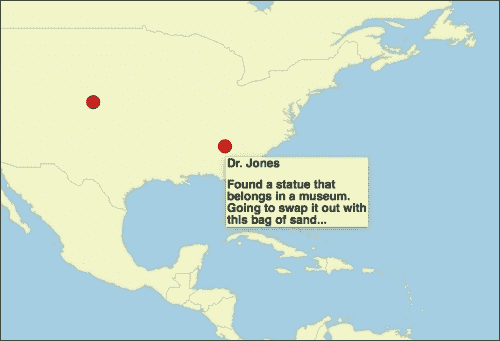 Dr. Jones
Found a statue that
belongs in a museum.
Going to swap it out with
this bag of sand...